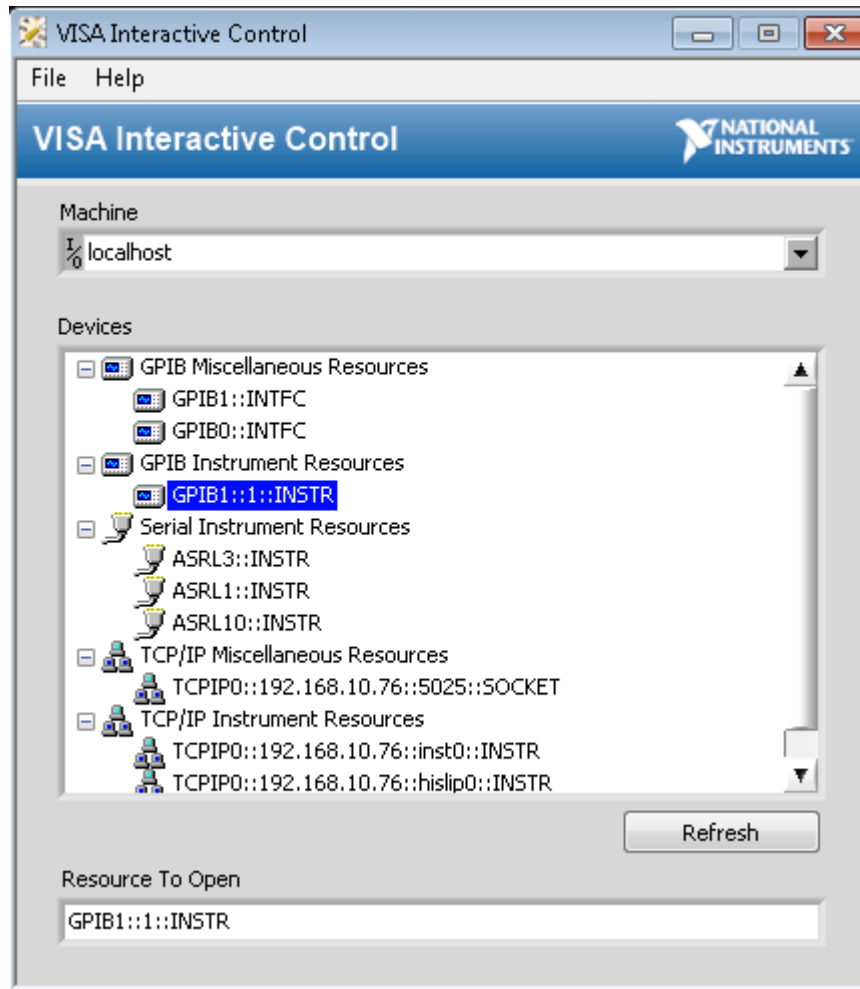 VISA Interactive Control
File Help
VISA Interactive Control
NATIONAL
INSTRUMENTS
Machine
I/O localhost
Devices
GPIB Miscellaneous Resources
GPIB1::INTFC
GPIB0::INTFC
GPIB Instrument Resources
GPIB1::1::INSTR
Serial Instrument Resources
ASRL3::INSTR
ASRL1::INSTR
ASRL10::INSTR
TCP/IP Miscellaneous Resources
TCPIP0::192.168.10.76::5025::SOCKET
TCP/IP Instrument Resources
TCPIP0::192.168.10.76::inst0::INSTR
TCPIP0::192.168.10.76::hislip0::INSTR
Refresh
Resource To Open
GPIB1::1::INSTR